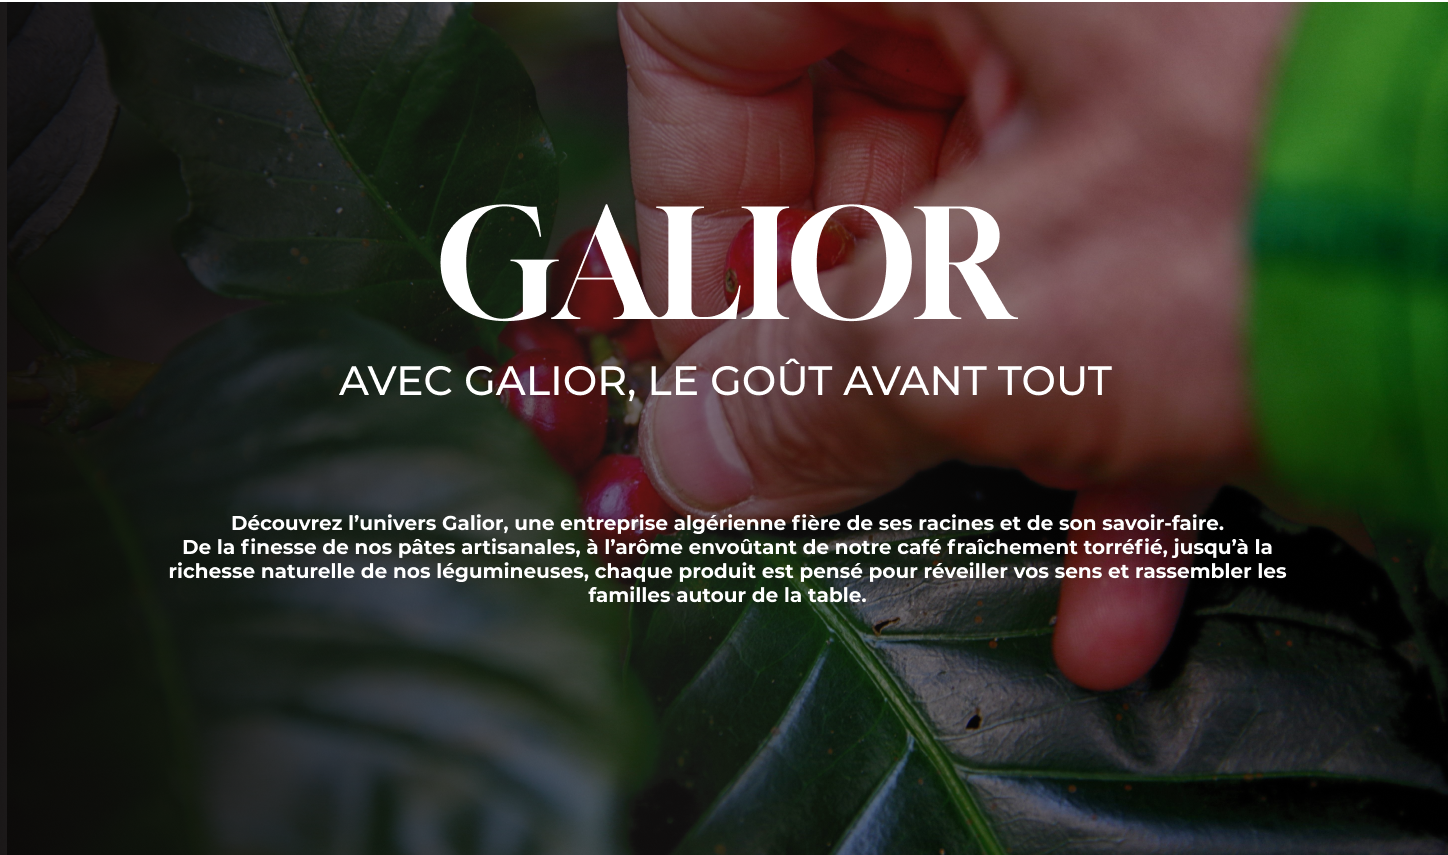 GALIOR
AVEC GALIOR, LE GOÛT AVANT TOUT
Découvrez l’univers Galior, une entreprise algérienne fière de ses racines et de son savoir-faire.
De la finesse de nos pâtes artisanales, à l’arôme envoûtant de notre café fraîchement torréfié, jusqu’à la
richesse naturelle de nos légumineuses, chaque produit est pensé pour réveiller vos sens et rassembler les
familles autour de la table.